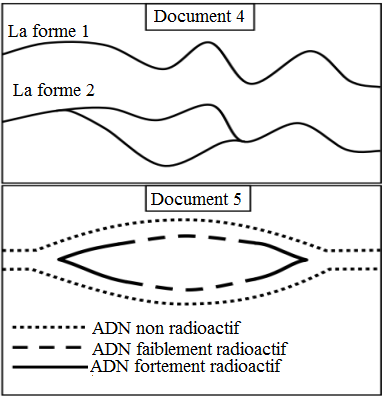 Document 4
La forme 1
La forme 2
Document 5
ADN non radioactif
ADN faiblement radioactif
ADN fortement radioactif